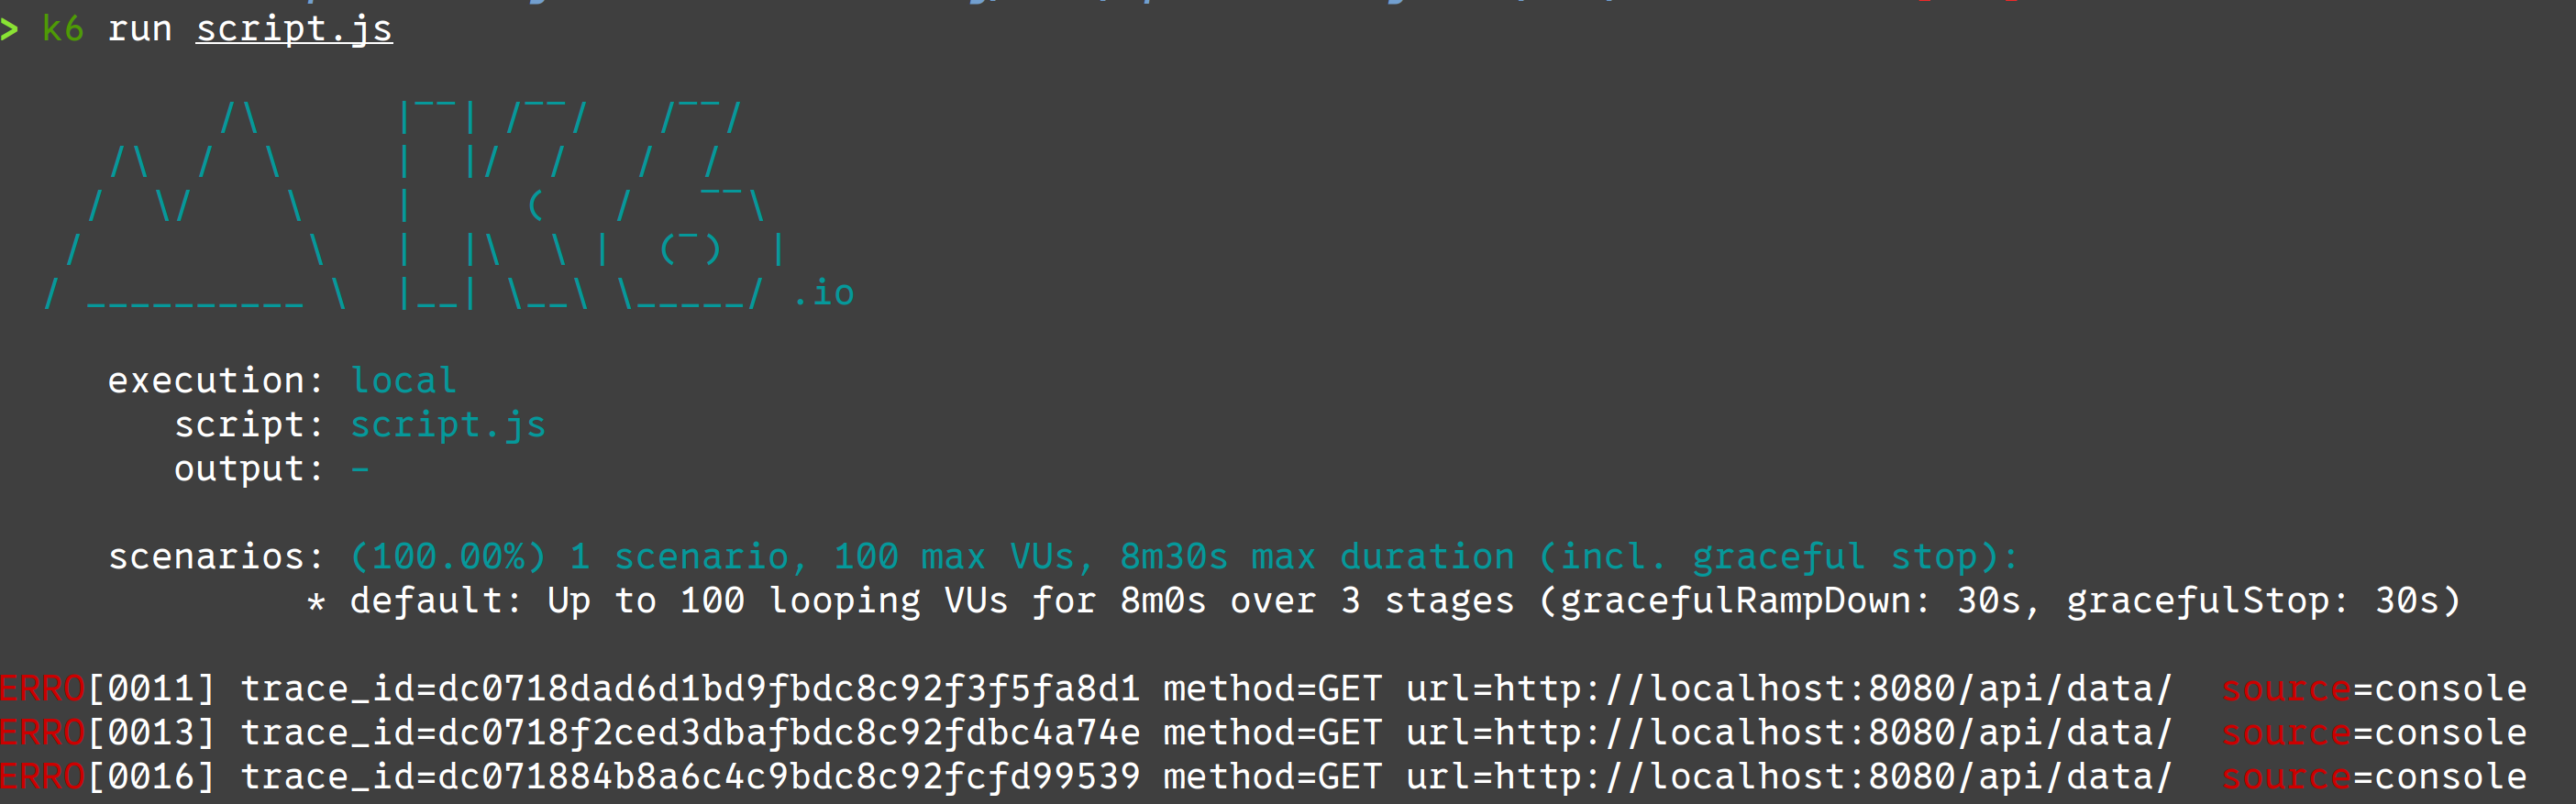 > k6 run script.js
          /\      |‾‾| /‾‾/   /‾‾/
     /\  /  \     |  |/  /   /  /
    /  \/    \    |     (   /   ‾‾\
   /          \   |  |\  \ |  (‾)  |
  / __________ \  |__| \__\ \_____/ .io
execution: local
script: script.js
output: -
scenarios: (100.00%) 1 scenario, 100 max VUs, 8m30s max duration (incl. graceful stop):
* default: Up to 100 looping VUs for 8m0s over 3 stages (gracefulRampDown: 30s, gracefulStop: 30s)
ERRO[0011] trace_id=dc0718dad6d1bd9fbdc8c92f3f5fa8d1 method=GET url=http://localhost:8080/api/data/  source=console
ERRO[0013] trace_id=dc0718f2ced3dbafbdc8c92fdbc4a74e method=GET url=http://localhost:8080/api/data/  source=console
ERRO[0016] trace_id=dc071884b8a6c4c9bdc8c92fcfd99539 method=GET url=http://localhost:8080/api/data/  source=console